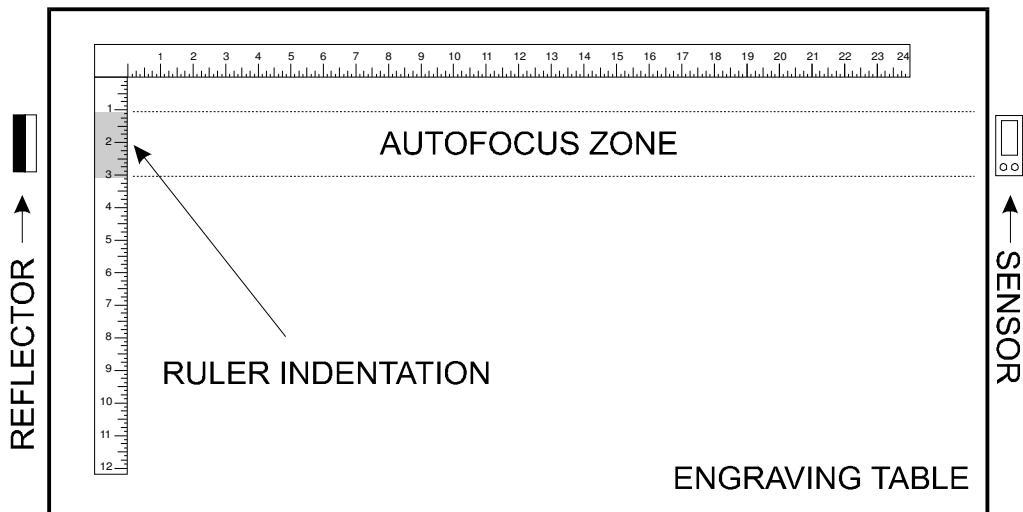 1 2 3 4 5 6 7 8 9 10 11 12 13 14 15 16 17 18 19 20 21 22 23 24
1
2
3
4
5
6
7
8
9
10
11
12
AUTOFOCUS ZONE
REFLECTOR
SENSOR
RULER INDENTATION
ENGRAVING TABLE